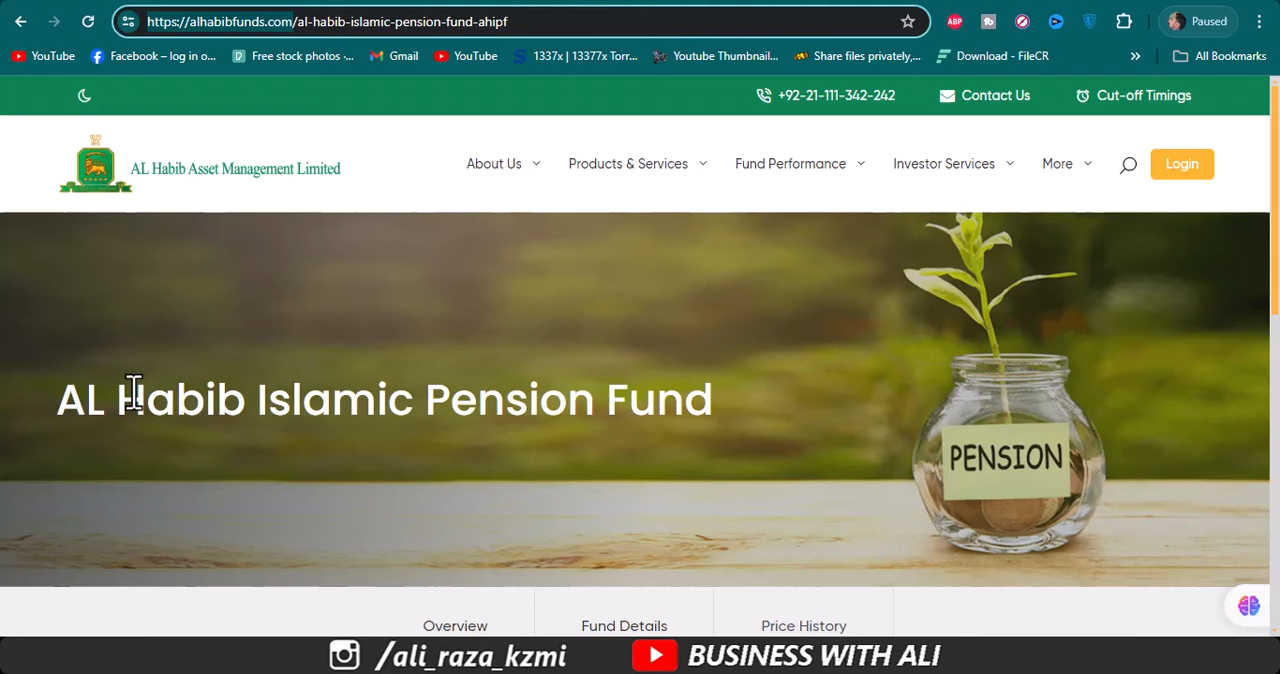 https://alhabibfunds.com/al-habib-islamic-pension-fund-ahipf
ABP
Paused
YouTube
Facebook – log in o...
Free stock photos -...
Gmail
YouTube
1337x | 13377x Torr...
Youtube Thumbnail...
Share files privately,...
Download - FileCR
»
All Bookmarks
+92-21-111-342-242
Contact Us
Cut-off Timings
AL Habib Asset Management Limited
About Us
Products & Services
Fund Performance
Investor Services
More
Login
AL Habib Islamic Pension Fund
PENSION
Overview
Fund Details
Price History
/ali_raza_kzmi
BUSINESS WITH ALI